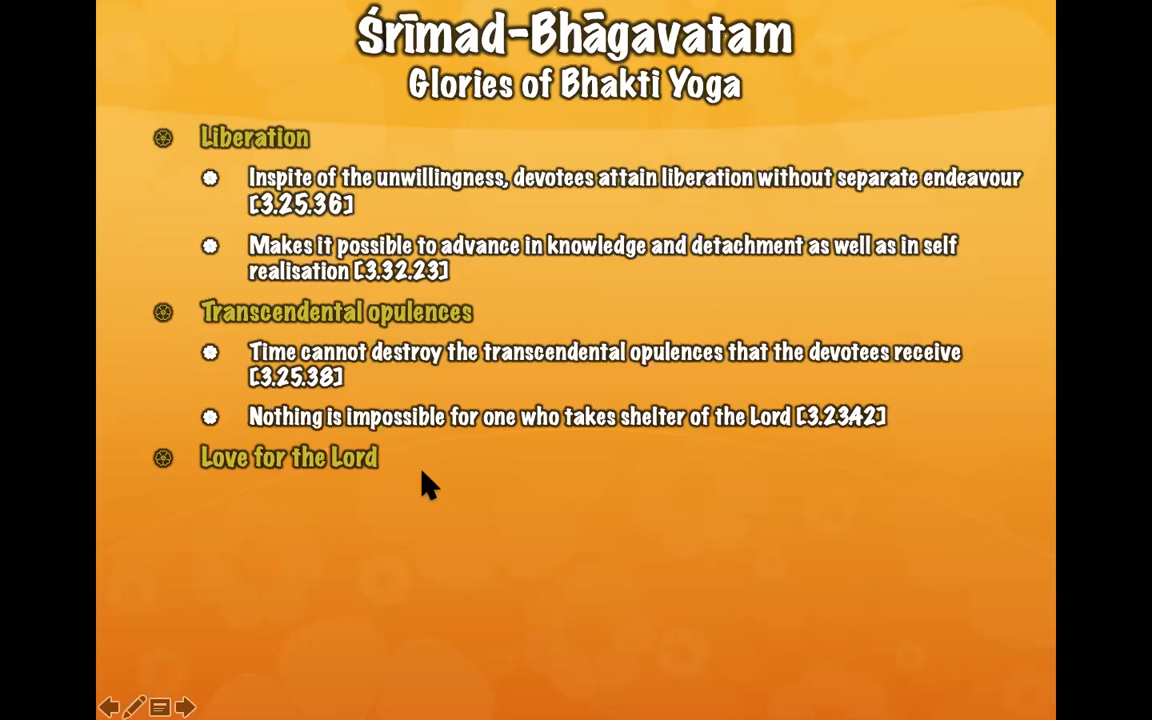 Śrīmad-Bhāgavatam
Glories of Bhakti Yoga
Liberation
Inspite of the unwillingness, devotees attain liberation without separate endeavour
[3.25.36]
Makes it possible to advance in knowledge and detachment as well as in self
realisation [3.32.23]
Transcendental opulences
Time cannot destroy the transcendental opulences that the devotees receive
[3.25.38]
Nothing is impossible for one who takes shelter of the Lord [3.23.42]
Love for the Lord